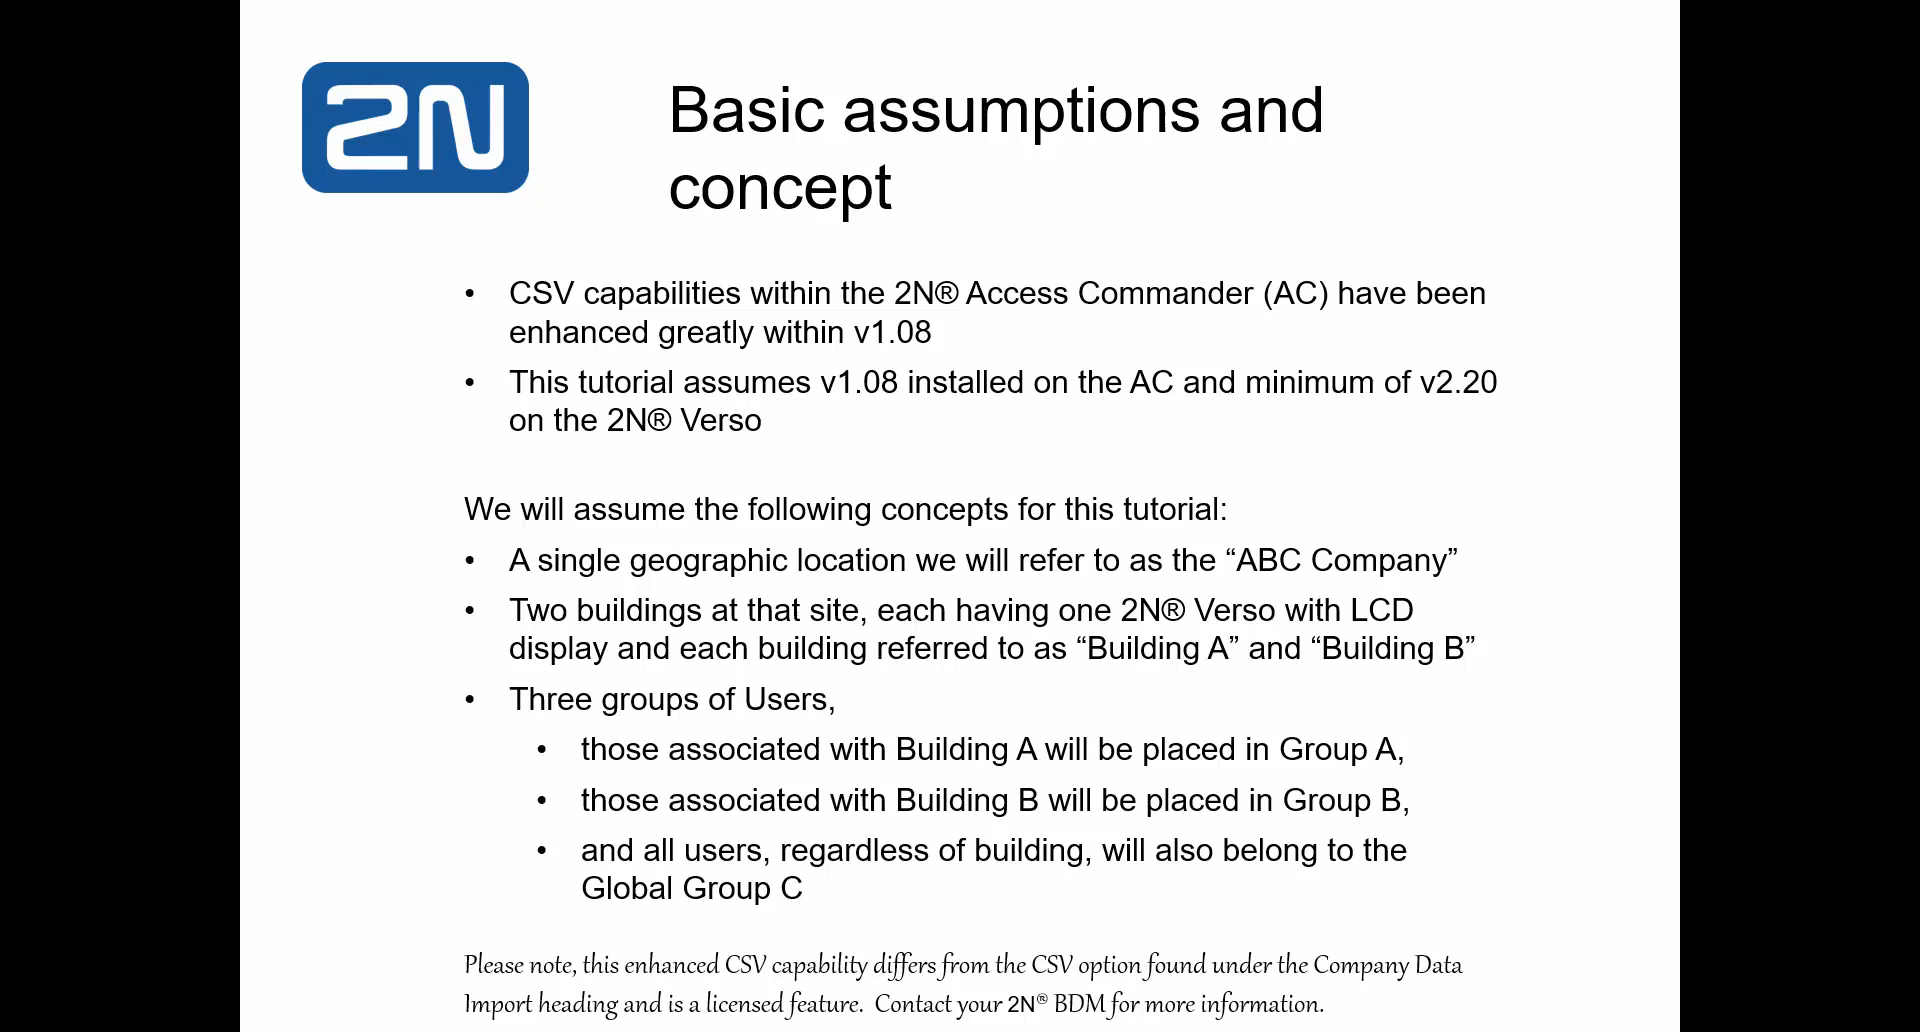 2N
Basic assumptions and
concept
• CSV capabilities within the 2N® Access Commander (AC) have been
enhanced greatly within v1.08
• This tutorial assumes v1.08 installed on the AC and minimum of v2.20
on the 2N® Verso
We will assume the following concepts for this tutorial:
• A single geographic location we will refer to as the “ABC Company”
• Two buildings at that site, each having one 2N® Verso with LCD
display and each building referred to as “Building A” and “Building B”
• Three groups of Users,
• those associated with Building A will be placed in Group A,
• those associated with Building B will be placed in Group B,
• and all users, regardless of building, will also belong to the
Global Group C
Please note, this enhanced CSV capability differs from the CSV option found under the Company Data
Import heading and is a licensed feature.  Contact your 2N® BDM for more information.